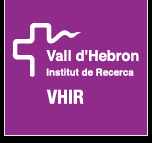 Vall d'Hebron
Institut de Recerca
VHIR